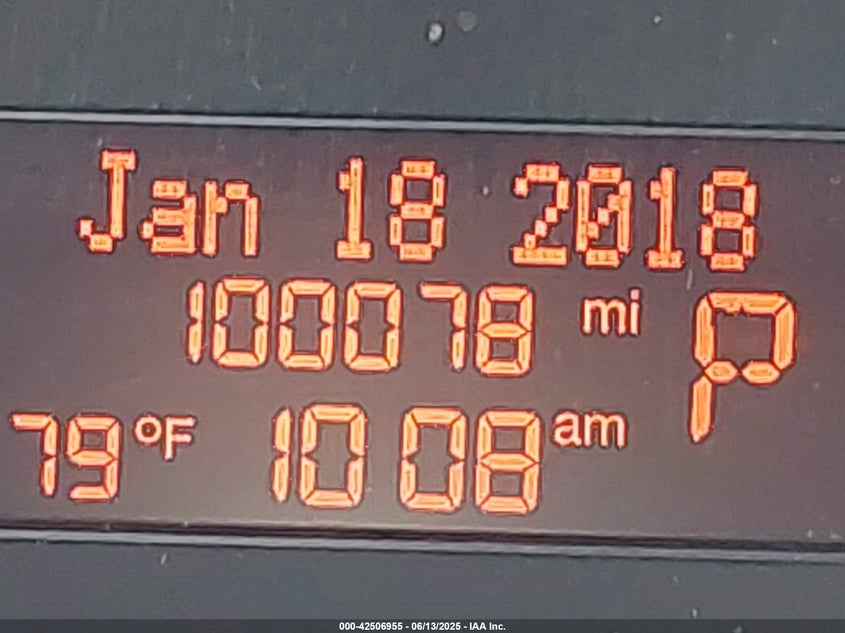 Jan 18 2018
100078 mi P
79 °F 10 08 am
000-42506955 - 06/13/2025 - IAA Inc.